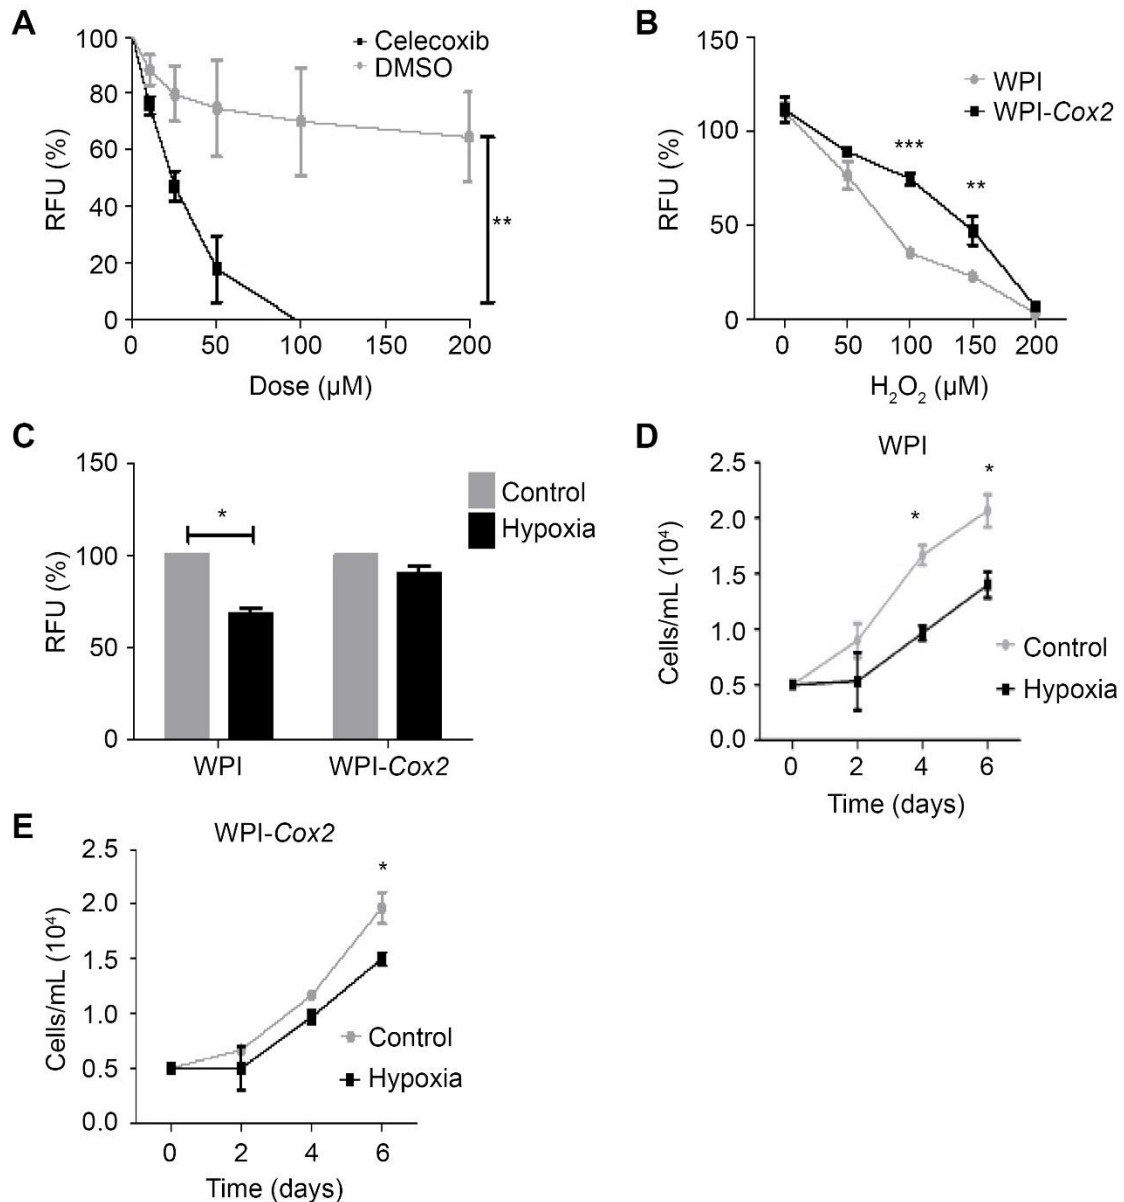 A
100
80
60
40
20
0
RFU (%)
Celecoxib
DMSO
**
0 50 100 150 200
Dose (µM)
B
150
100
50
0
RFU (%)
WPI
WPI-Cox2
***
**
0 50 100 150 200
H₂O₂ (µM)
C
150
100
50
0
RFU (%)
*
Control
Hypoxia
WPI WPI-Cox2
D
WPI
2.5
2.0
1.5
1.0
0.5
0.0
Cells/mL (10⁴)
*
*
Control
Hypoxia
0 2 4 6
Time (days)
E
WPI-Cox2
2.5
2.0
1.5
1.0
0.5
0.0
Cells/mL (10⁴)
*
Control
Hypoxia
0 2 4 6
Time (days)